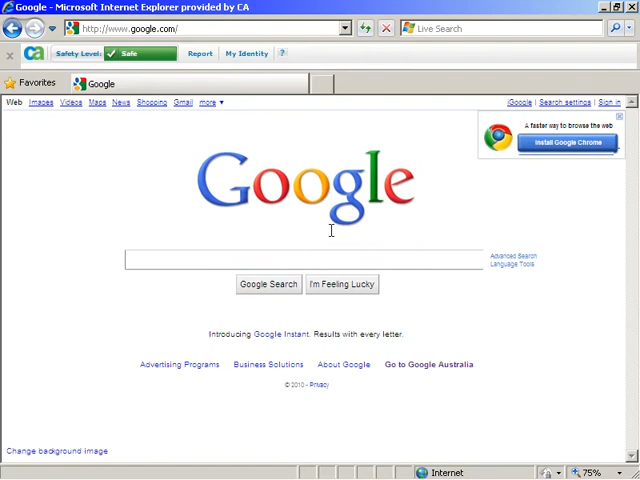 Google - Microsoft Internet Explorer provided by CA
http://www.google.com/
Live Search
ca Safety Level: Safe Report My Identity ?
Favorites Google
Web Images Videos Maps News Shopping Gmail more ▼ iGoogle | Search settings | Sign in
A faster way to browse the web
Install Google Chrome
Google
Advanced Search
Language Tools
Google Search I'm Feeling Lucky
Introducing Google Instant. Results with every letter.
Advertising Programs Business Solutions About Google Go to Google Australia
© 2010 - Privacy
Change background image
Internet 75%